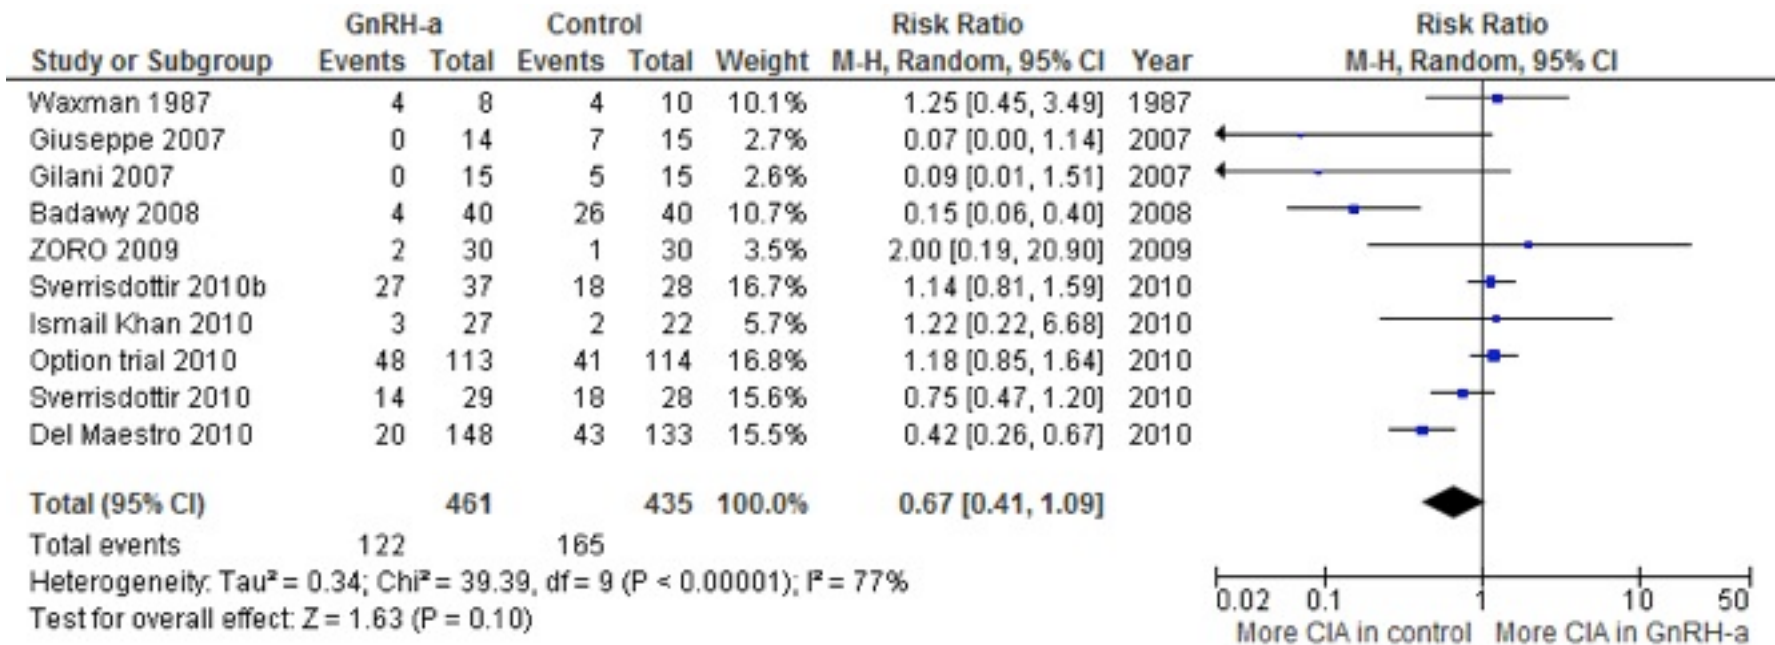 GnRH-a Control Risk Ratio Risk Ratio
Study or Subgroup Events Total Events Total Weight M-H, Random, 95% CI Year M-H, Random, 95% CI
Waxman 1987 4 8 4 10 10.1% 1.25 [0.45, 3.49] 1987
Giuseppe 2007 0 14 7 15 2.7% 0.07 [0.00, 1.14] 2007
Gilani 2007 0 15 5 15 2.6% 0.09 [0.01, 1.51] 2007
Badawy 2008 4 40 26 40 10.7% 0.15 [0.06, 0.40] 2008
ZORO 2009 2 30 1 30 3.5% 2.00 [0.19, 20.90] 2009
Sverrisdottir 2010b 27 37 18 28 16.7% 1.14 [0.81, 1.59] 2010
Ismail Khan 2010 3 27 2 22 5.7% 1.22 [0.22, 6.68] 2010
Option trial 2010 48 113 41 114 16.8% 1.18 [0.85, 1.64] 2010
Sverrisdottir 2010 14 29 18 28 15.6% 0.75 [0.47, 1.20] 2010
Del Maestro 2010 20 148 43 133 15.5% 0.42 [0.26, 0.67] 2010
Total (95% CI) 461 435 100.0% 0.67 [0.41, 1.09]
Total events 122 165
Heterogeneity: Tau² = 0.34; Chi² = 39.39, df = 9 (P < 0.00001); I² = 77%
Test for overall effect: Z = 1.63 (P = 0.10)
0.02 0.1 1 10 50
More CIA in control More CIA in GnRH-a